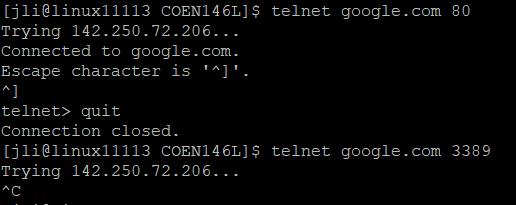 [jli@linux11113 COEN146L]$ telnet google.com 80
Trying 142.250.72.206...
Connected to google.com.
Escape character is '^]'.
^]
telnet> quit
Connection closed.
[jli@linux11113 COEN146L]$ telnet google.com 3389
Trying 142.250.72.206...
^C